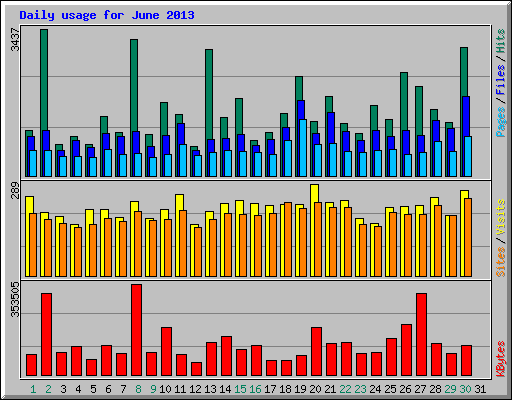 Daily usage for June 2013
3437
Pages / Files / Hits
289
Sites / Visits
353505
KBytes
1 2 3 4 5 6 7 8 9 10 11 12 13 14 15 16 17 18 19 20 21 22 23 24 25 26 27 28 29 30 31